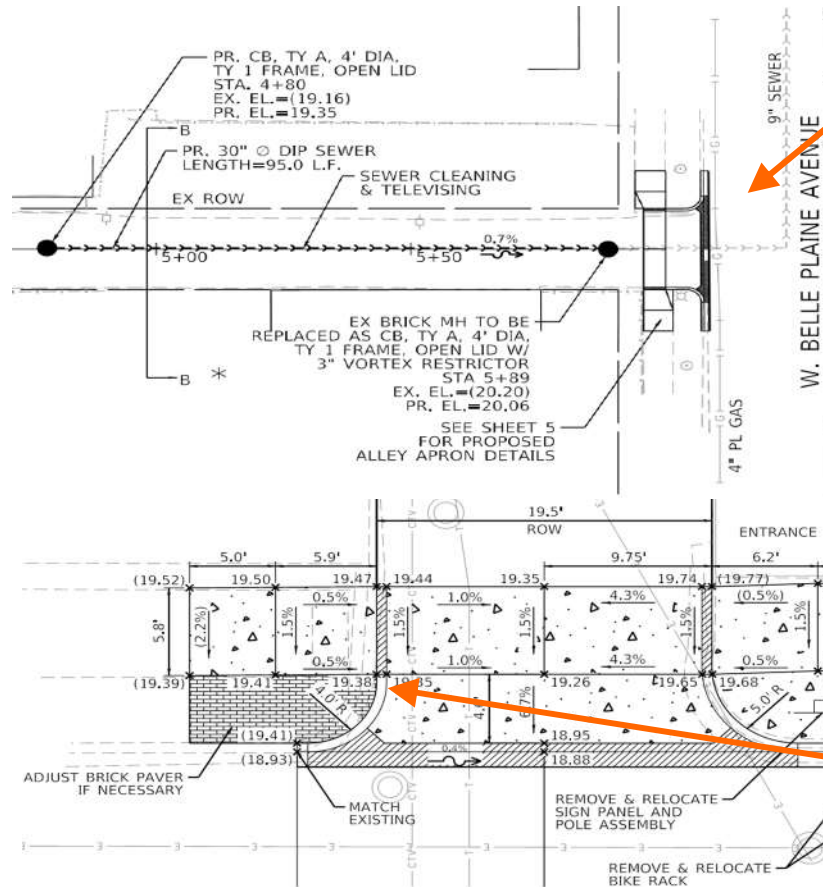 PR. CB, TY A, 4' DIA.
TY 1 FRAME, OPEN LID
STA. 4+80
EX. EL.=(19.16)
PR. EL.=19.35
B
PR. 30" ∅ DIP SEWER
LENGTH=95.0 L.F.
SEWER CLEANING
& TELEVISING
EX ROW
9" SEWER
W. BELLE PLAINE AVENUE
G
0.7%
5+00
5+50
G
EX BRICK MH TO BE
REPLACED AS CB, TY A, 4' DIA,
TY 1 FRAME, OPEN LID W/
3" VORTEX RESTRICTOR
STA 5+89
EX. EL.=(20.20)
PR. EL.=20.06
B *
SEE SHEET 5
FOR PROPOSED
ALLEY APRON DETAILS
G
4" PL GAS
19.5'
ROW
ENTRANCE
3
CTV
T
5.0'
5.9'
9.75'
6.2'
(19.52)
19.50
19.47
19.44
19.35
19.74
(19.77)
0.5%
1.0%
4.3%
(0.5%)
5.8'
(2.2%)
1.5%
1.5%
1.5%
1.5%
1.5%
0.5%
1.0%
4.3%
0.5%
(19.39)
19.41
19.38
19.26
19.65
19.68
4.0' R
5.0' R
(19.41)
18.95
0.4%
(18.93)
18.88
ADJUST BRICK PAVER
IF NECESSARY
MATCH
EXISTING
CTV
T
REMOVE & RELOCATE
SIGN PANEL AND
POLE ASSEMBLY
3
3
3
3
3
3
REMOVE & RELOCATE
BIKE RACK